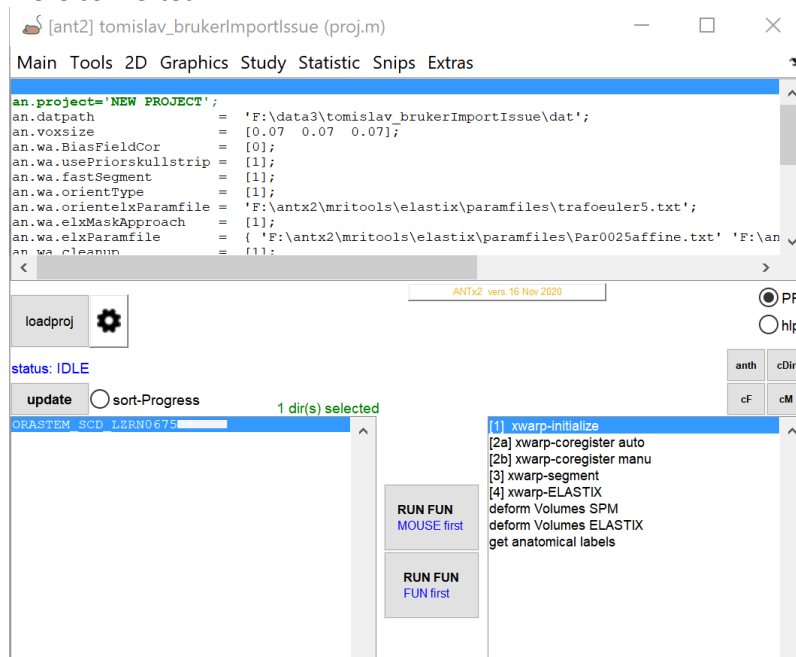 [ant2] tomislav_brukerImportIssue (proj.m)
Main Tools 2D Graphics Study Statistic Snips Extras
an.project='NEW PROJECT';
an.datpath = 'F:\data3\tomislav_brukerImportIssue\dat';
an.voxsize = [0.07 0.07 0.07];
an.wa.BiasFieldCor = [0];
an.wa.usePriorskullstrip = [1];
an.wa.fastSegment = [1];
an.wa.orientType = [1];
an.wa.orientelxParamfile = 'F:\antx2\mritools\elastix\paramfiles\trafoeuler5.txt';
an.wa.elxMaskApproach = [1];
an.wa.elxParamfile = { 'F:\antx2\mritools\elastix\paramfiles\Par0025affine.txt' 'F:\an
an.wa.cleanup = [1];
loadproj
ANTx2 vers. 16 Nov 2020
PR
hlp
status: IDLE
anth cDir
update sort-Progress
1 dir(s) selected
cF cM
ORASTEM_SCD_LZRN0675
[1] xwarp-initialize
[2a] xwarp-coregister auto
[2b] xwarp-coregister manu
[3] xwarp-segment
[4] xwarp-ELASTIX
deform Volumes SPM
deform Volumes ELASTIX
get anatomical labels
RUN FUN
MOUSE first
RUN FUN
FUN first